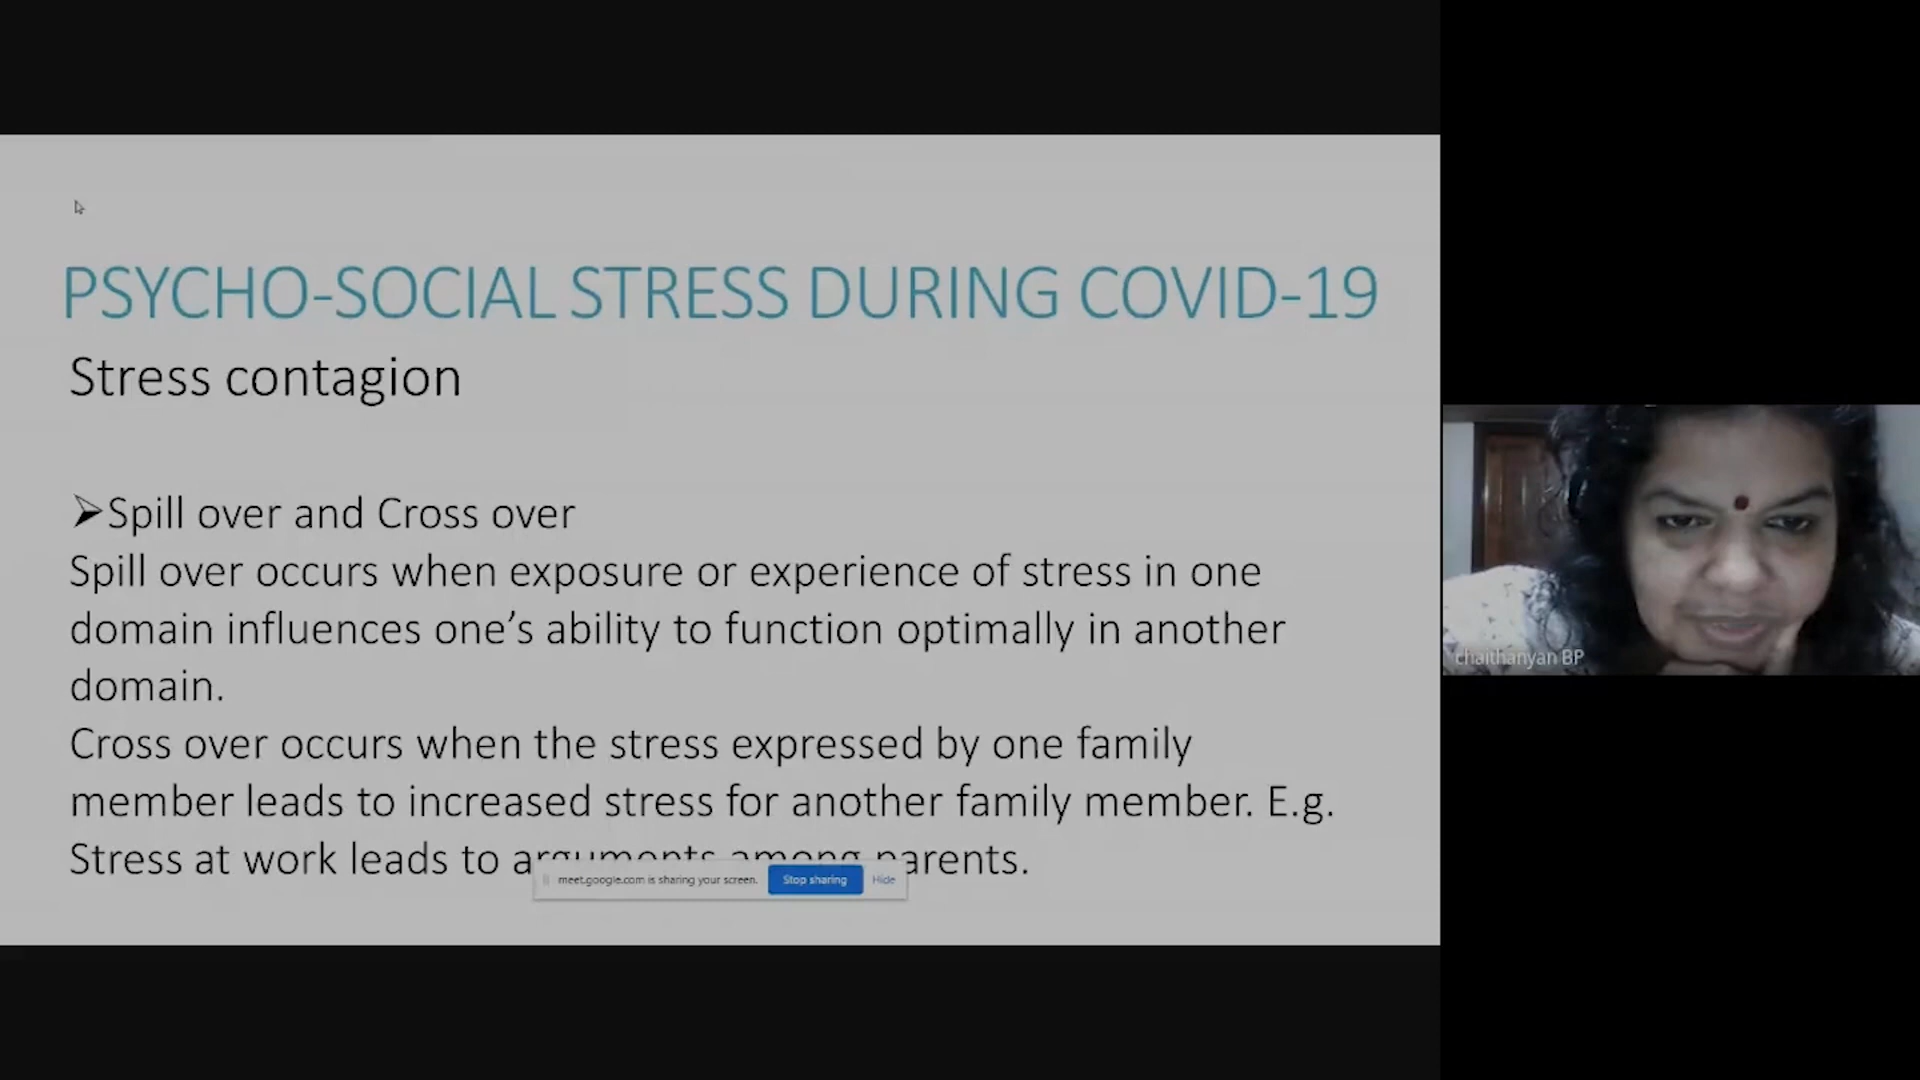 PSYCHO-SOCIAL STRESS DURING COVID-19
Stress contagion
➢Spill over and Cross over
Spill over occurs when exposure or experience of stress in one
domain influences one’s ability to function optimally in another
domain.
Cross over occurs when the stress expressed by one family
member leads to increased stress for another family member. E.g.
Stress at work leads to arguments among parents.
meet.google.com is sharing your screen. Stop sharing Hide
chaithanyan BP